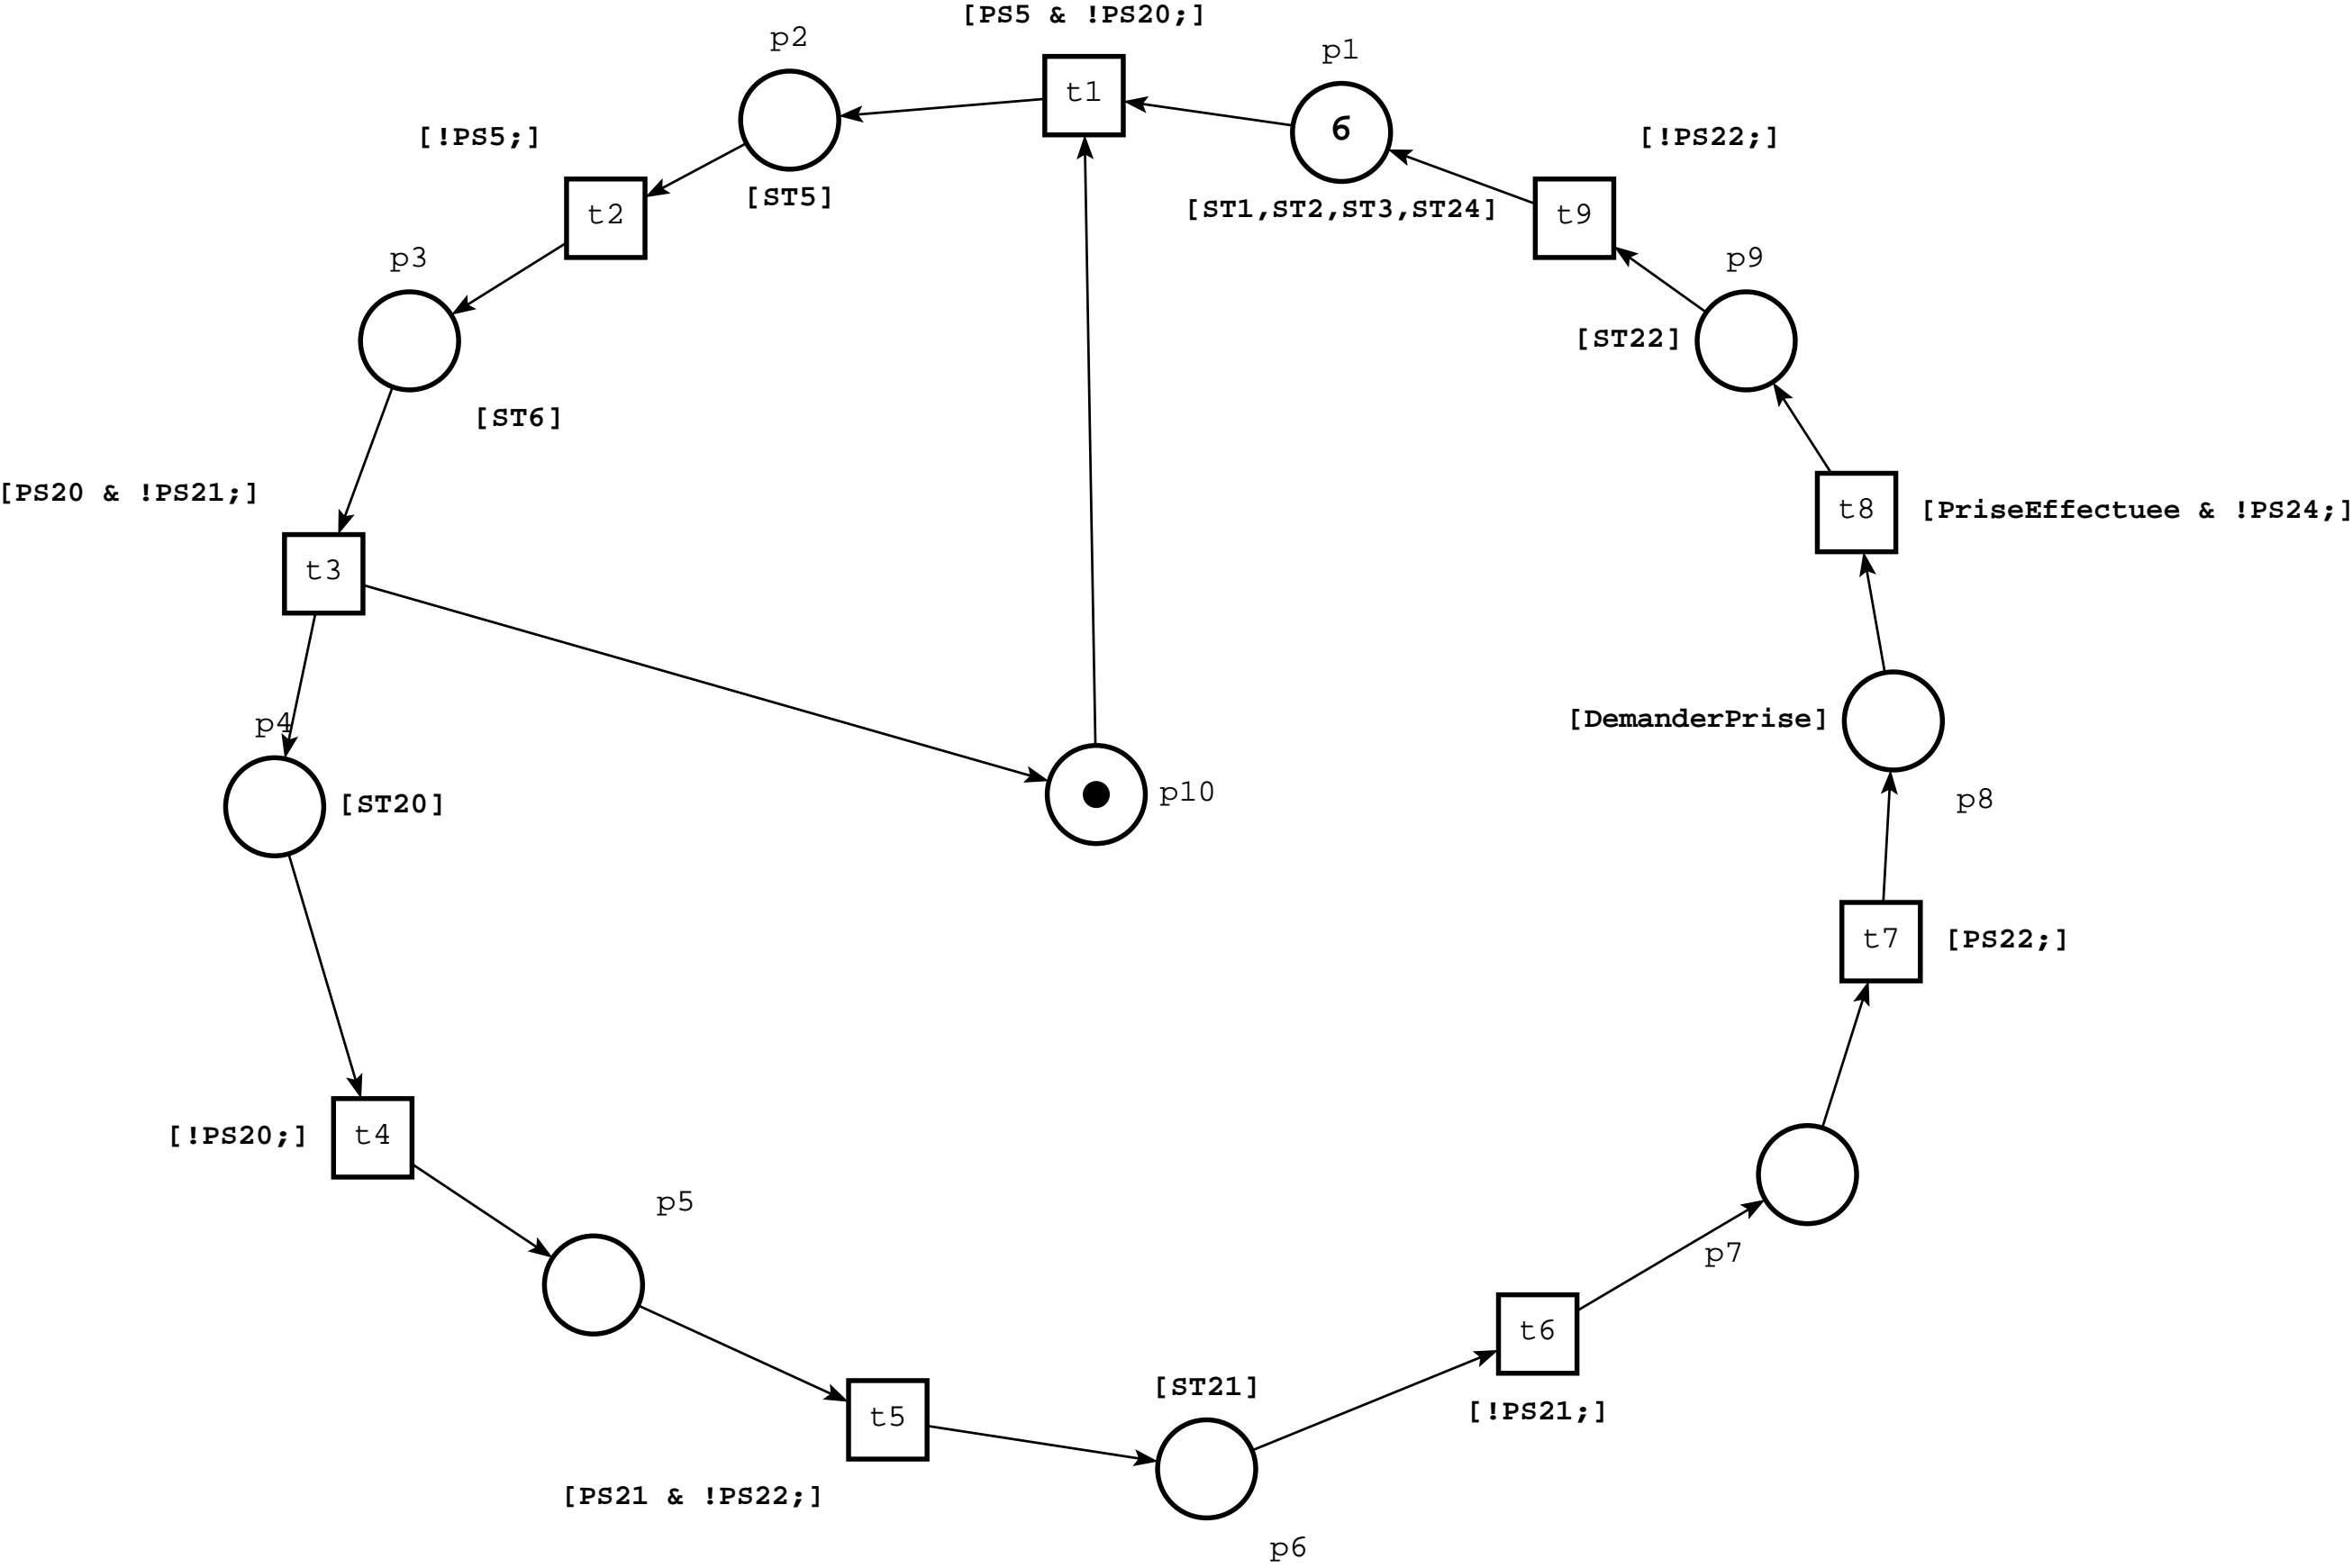 [PS5 & !PS20;]
p2
p1
t1
6
[!PS5;]
[!PS22;]
[ST5]
[ST1,ST2,ST3,ST24]
t2
t9
p3
p9
[ST22]
[ST6]
[PS20 & !PS21;]
t8
[PriseEffectuee & !PS24;]
t3
p4
[DemanderPrise]
[ST20]
p10
p8
t7
[PS22;]
[!PS20;]
t4
p5
p7
t6
[ST21]
[!PS21;]
t5
[PS21 & !PS22;]
p6